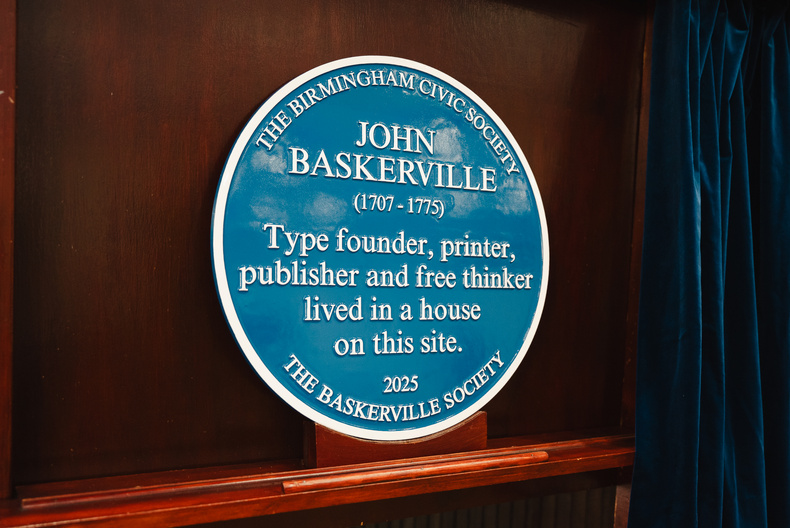 THE BIRMINGHAM CIVIC SOCIETY
JOHN
BASKERVILLE
(1707 - 1775)
Type founder, printer,
publisher and free thinker
lived in a house
on this site.
2025
THE BASKERVILLE SOCIETY